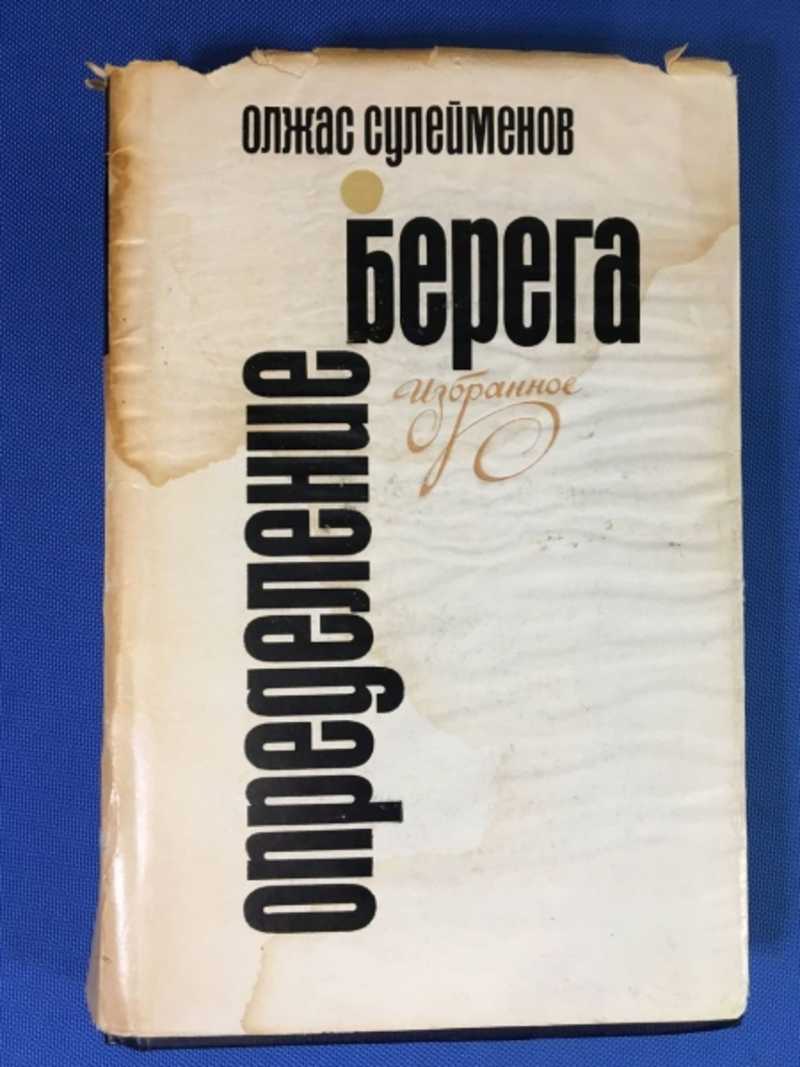 олжас сулейменов
определение
берега
Избранное